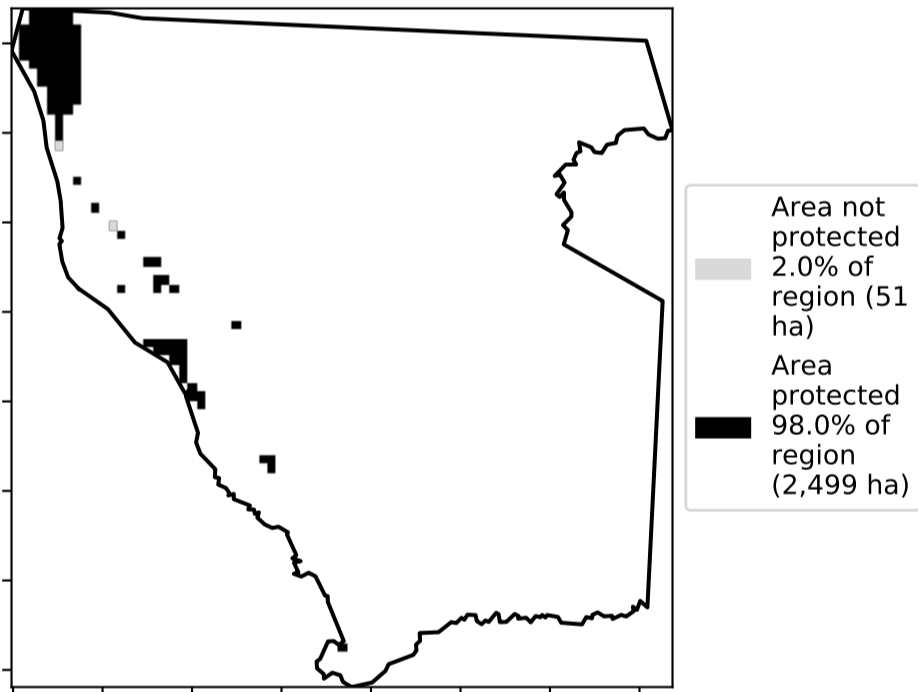 Area not
protected
2.0% of
region (51
ha)
Area
protected
98.0% of
region
(2,499 ha)